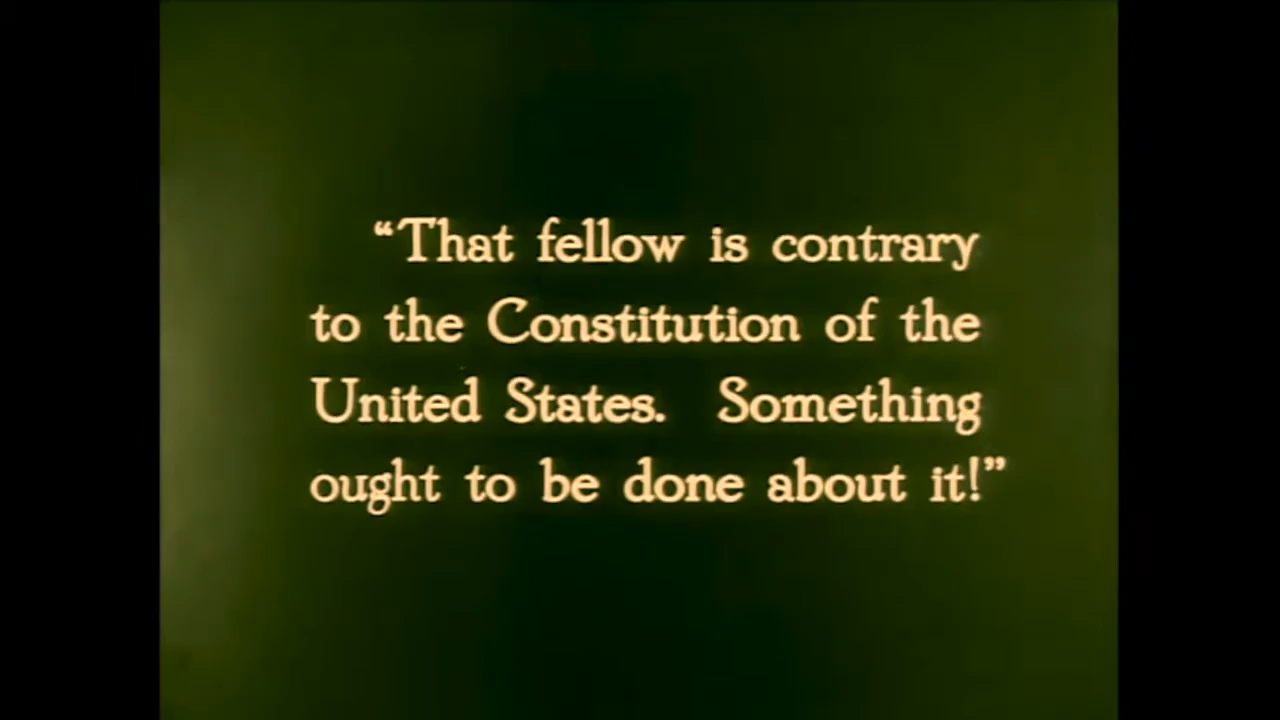 “That fellow is contrary
to the Constitution of the
United States. Something
ought to be done about it!”